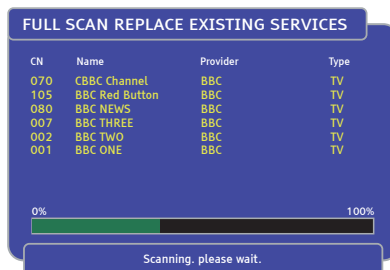 FULL SCAN REPLACE EXISTING SERVICES
CN Name Provider Type
070 CBBC Channel BBC TV
105 BBC Red Button BBC TV
080 BBC NEWS BBC TV
007 BBC THREE BBC TV
002 BBC TWO BBC TV
001 BBC ONE BBC TV
0% 100%
Scanning. please wait.